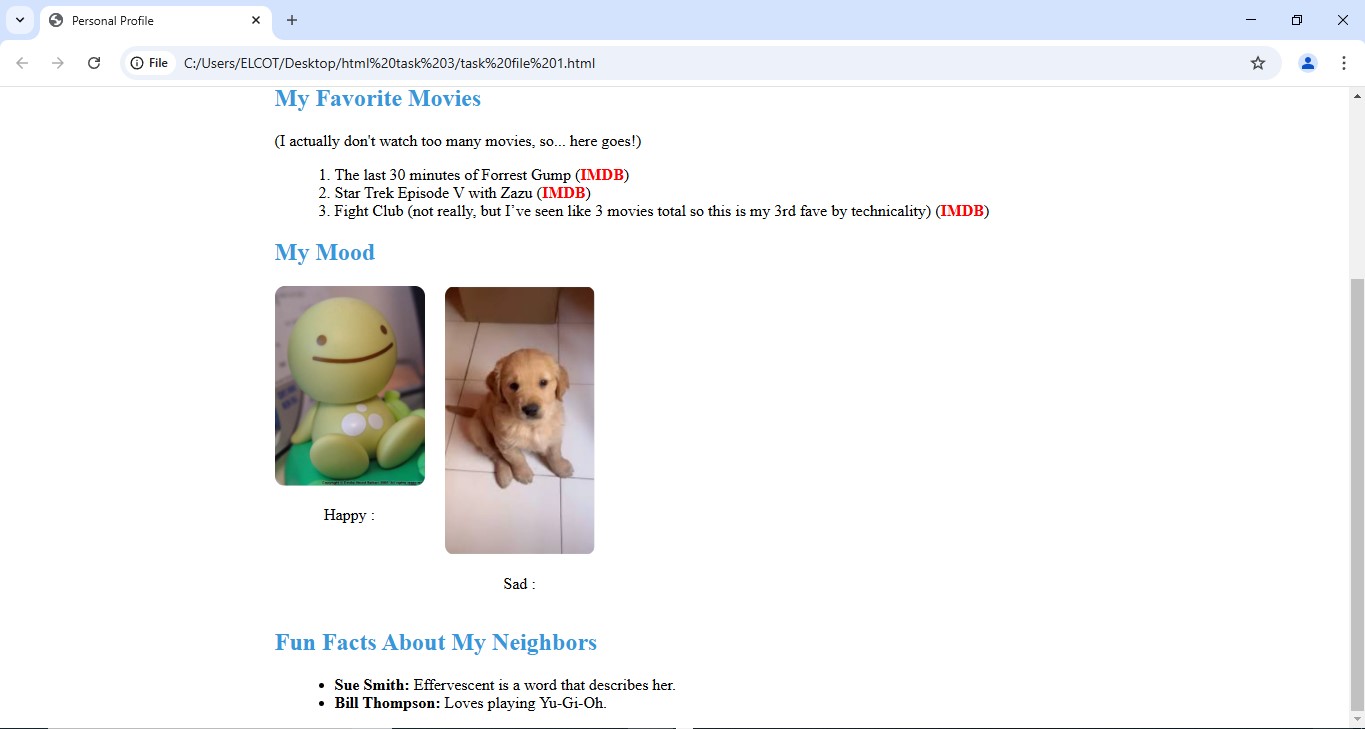 Personal Profile
File C:/Users/ELCOT/Desktop/html%20task%203/task%20file%201.html
My Favorite Movies
(I actually don't watch too many movies, so... here goes!)
1. The last 30 minutes of Forrest Gump (IMDB)
2. Star Trek Episode V with Zazu (IMDB)
3. Fight Club (not really, but I’ve seen like 3 movies total so this is my 3rd fave by technicality) (IMDB)
My Mood
Happy :
Sad :
Fun Facts About My Neighbors
• Sue Smith: Effervescent is a word that describes her.
• Bill Thompson: Loves playing Yu-Gi-Oh.